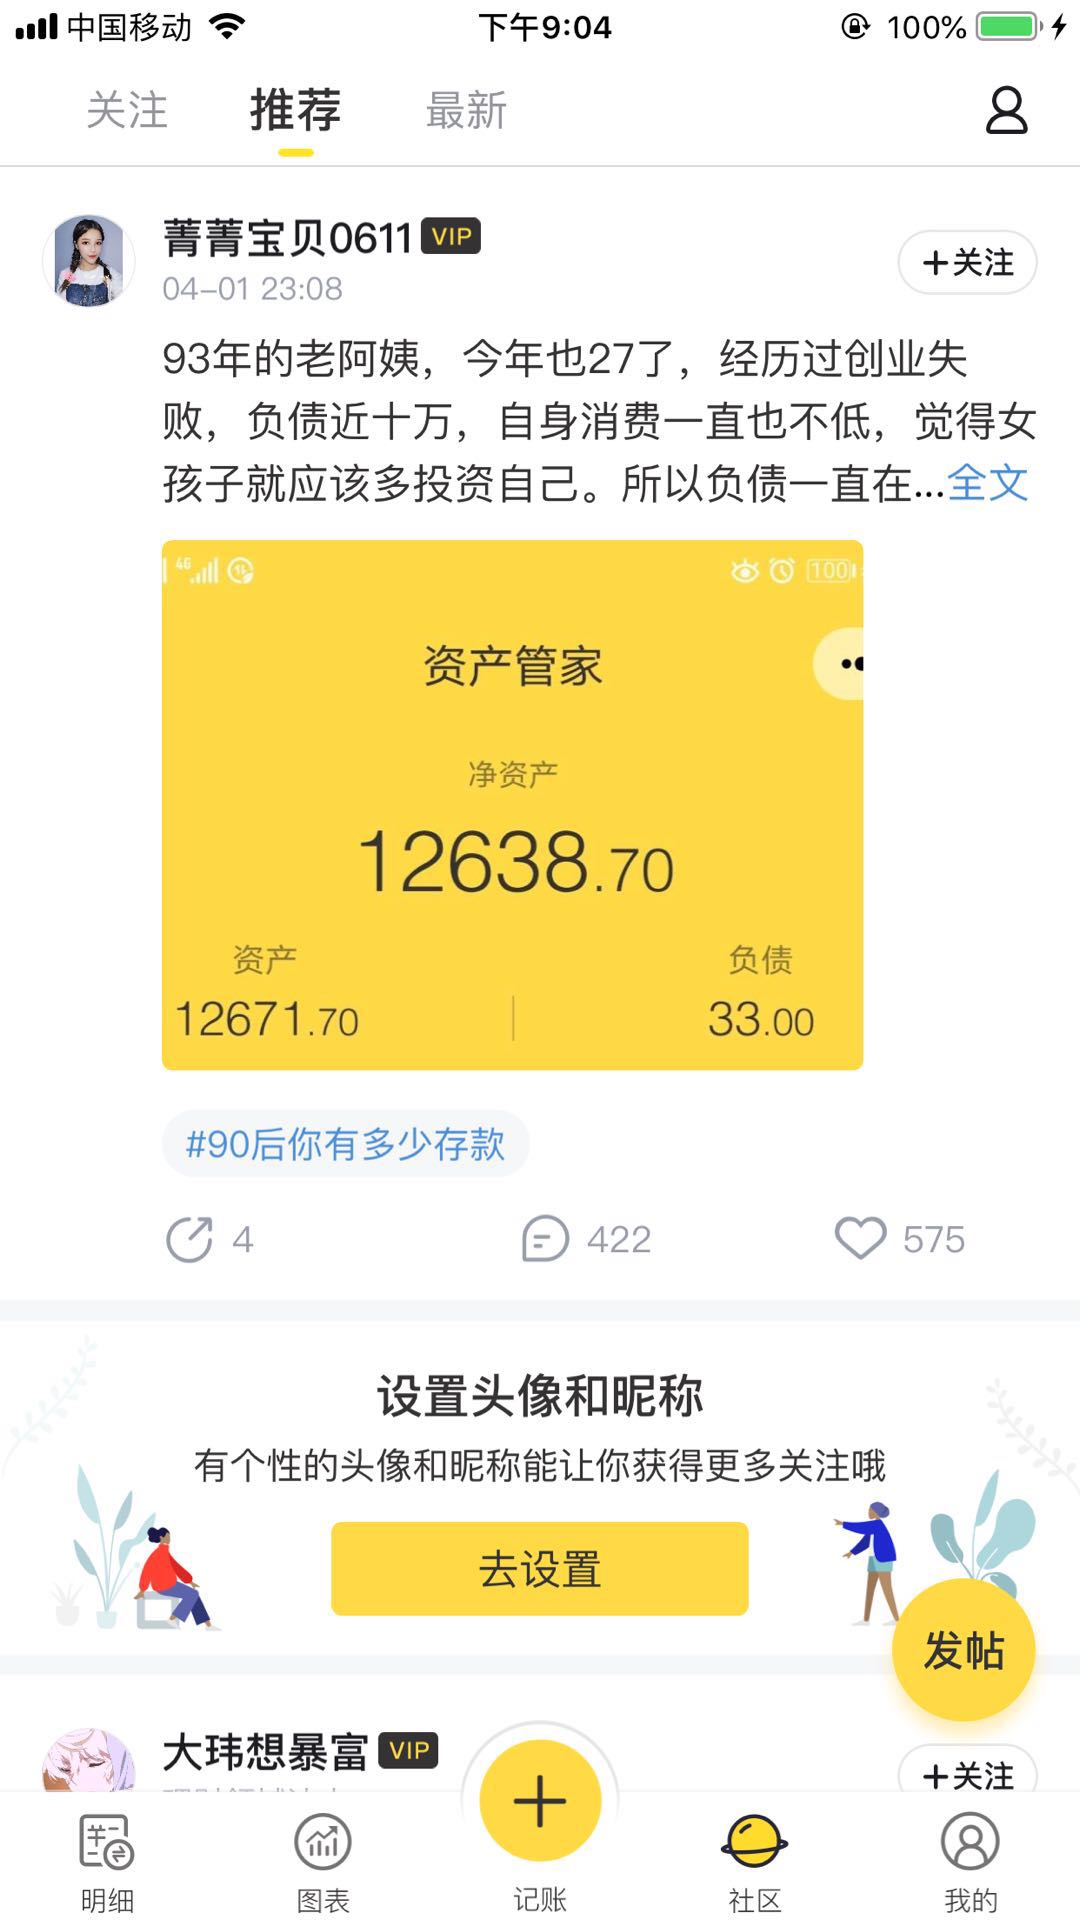 中国移动
下午9:04
100%
关注 推荐 最新
菁菁宝贝0611 VIP
04-01 23:08
+关注
93年的老阿姨，今年也27了，经历过创业失
败，负债近十万，自身消费一直也不低，觉得女
孩子就应该多投资自己。所以负债一直在...全文
4G
100
资产管家
净资产
12638.70
资产 负债
12671.70 33.00
#90后你有多少存款
4 422 575
设置头像和昵称
有个性的头像和昵称能让你获得更多关注哦
去设置
发帖
大玮想暴富 VIP
+关注
明细 图表 记账 社区 我的